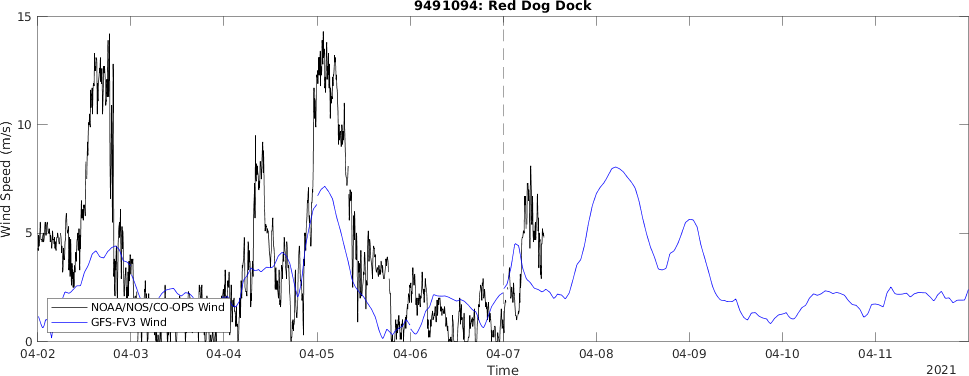 9491094: Red Dog Dock
15
10
5
0
Wind Speed (m/s)
NOAA/NOS/CO-OPS Wind
GFS-FV3 Wind
04-02 04-03 04-04 04-05 04-06 04-07 04-08 04-09 04-10 04-11
Time
2021